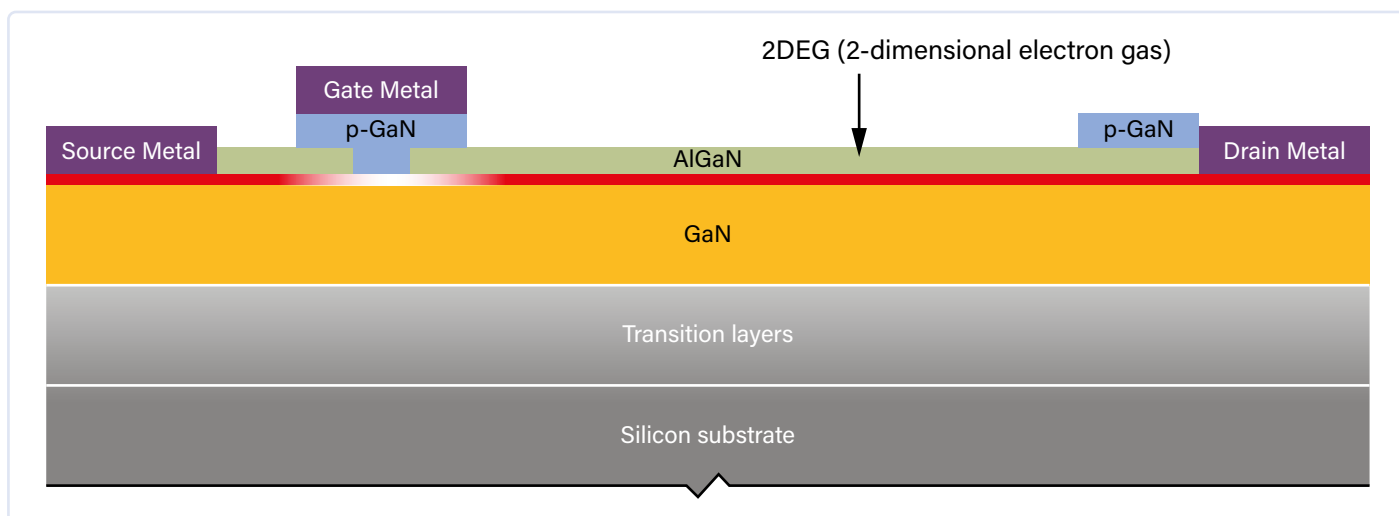 2DEG (2-dimensional electron gas)
Gate Metal
p-GaN
p-GaN
Source Metal
AlGaN
Drain Metal
GaN
Transition layers
Silicon substrate